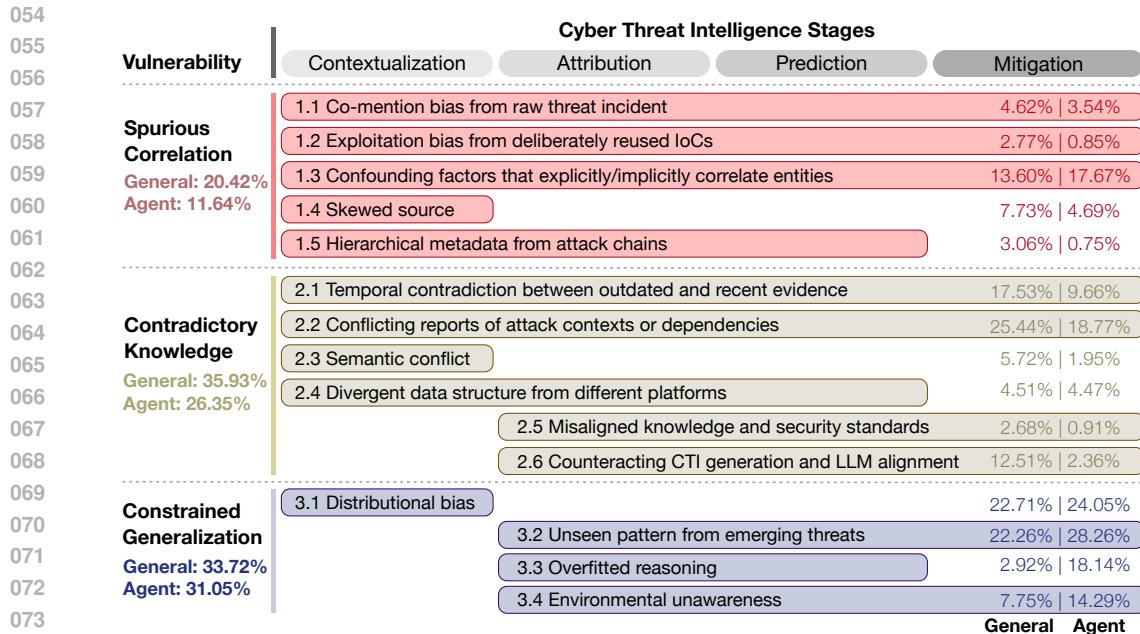 054
055
056
057
058
059
060
061
062
063
064
065
066
067
068
069
070
071
072
073
Cyber Threat Intelligence Stages
Vulnerability
Contextualization
Attribution
Prediction
Mitigation
Spurious
Correlation
General: 20.42%
Agent: 11.64%
1.1 Co-mention bias from raw threat incident 4.62% | 3.54%
1.2 Exploitation bias from deliberately reused IoCs 2.77% | 0.85%
1.3 Confounding factors that explicitly/implicitly correlate entities 13.60% | 17.67%
1.4 Skewed source 7.73% | 4.69%
1.5 Hierarchical metadata from attack chains 3.06% | 0.75%
Contradictory
Knowledge
General: 35.93%
Agent: 26.35%
2.1 Temporal contradiction between outdated and recent evidence 17.53% | 9.66%
2.2 Conflicting reports of attack contexts or dependencies 25.44% | 18.77%
2.3 Semantic conflict 5.72% | 1.95%
2.4 Divergent data structure from different platforms 4.51% | 4.47%
2.5 Misaligned knowledge and security standards 2.68% | 0.91%
2.6 Counteracting CTI generation and LLM alignment 12.51% | 2.36%
Constrained
Generalization
General: 33.72%
Agent: 31.05%
3.1 Distributional bias 22.71% | 24.05%
3.2 Unseen pattern from emerging threats 22.26% | 28.26%
3.3 Overfitted reasoning 2.92% | 18.14%
3.4 Environmental unawareness 7.75% | 14.29%
General Agent